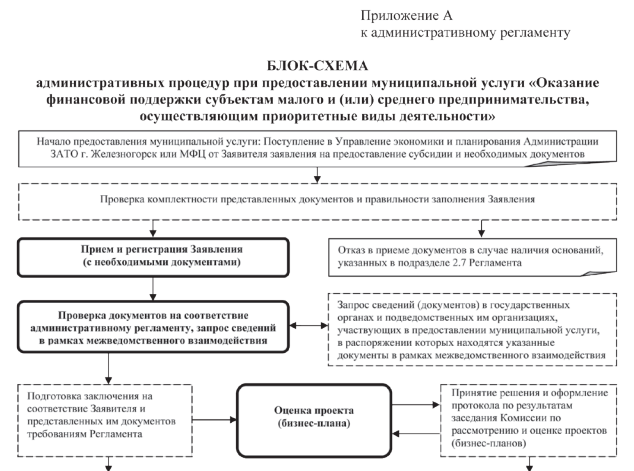 Приложение А
к административному регламенту
БЛОК-СХЕМА
административных процедур при предоставлении муниципальной услуги «Оказание
финансовой поддержки субъектам малого и (или) среднего предпринимательства,
осуществляющим приоритетные виды деятельности»
Начало предоставления муниципальной услуги: Поступление в Управление экономики и планирования Администрации
ЗАТО г. Железногорск или МФЦ от Заявителя заявления на предоставление субсидии и необходимых документов
Проверка комплектности представленных документов и правильности заполнения Заявления
Прием и регистрация Заявления
(с необходимыми документами)
Отказ в приеме документов в случае наличия оснований,
указанных в подразделе 2.7 Регламента
Проверка документов на соответствие
административному регламенту, запрос сведений
в рамках межведомственного взаимодействия
Запрос сведений (документов) в государственных
органах и подведомственных им организациях,
участвующих в предоставлении муниципальной услуги,
в распоряжении которых находятся указанные
документы в рамках межведомственного взаимодействия
Подготовка заключения на
соответствие Заявителя и
представленных им документов
требованиям Регламента
Оценка проекта
(бизнес-плана)
Принятие решения и оформление
протокола по результатам
заседания Комиссии по
рассмотрению и оценке проектов
(бизнес-планов)